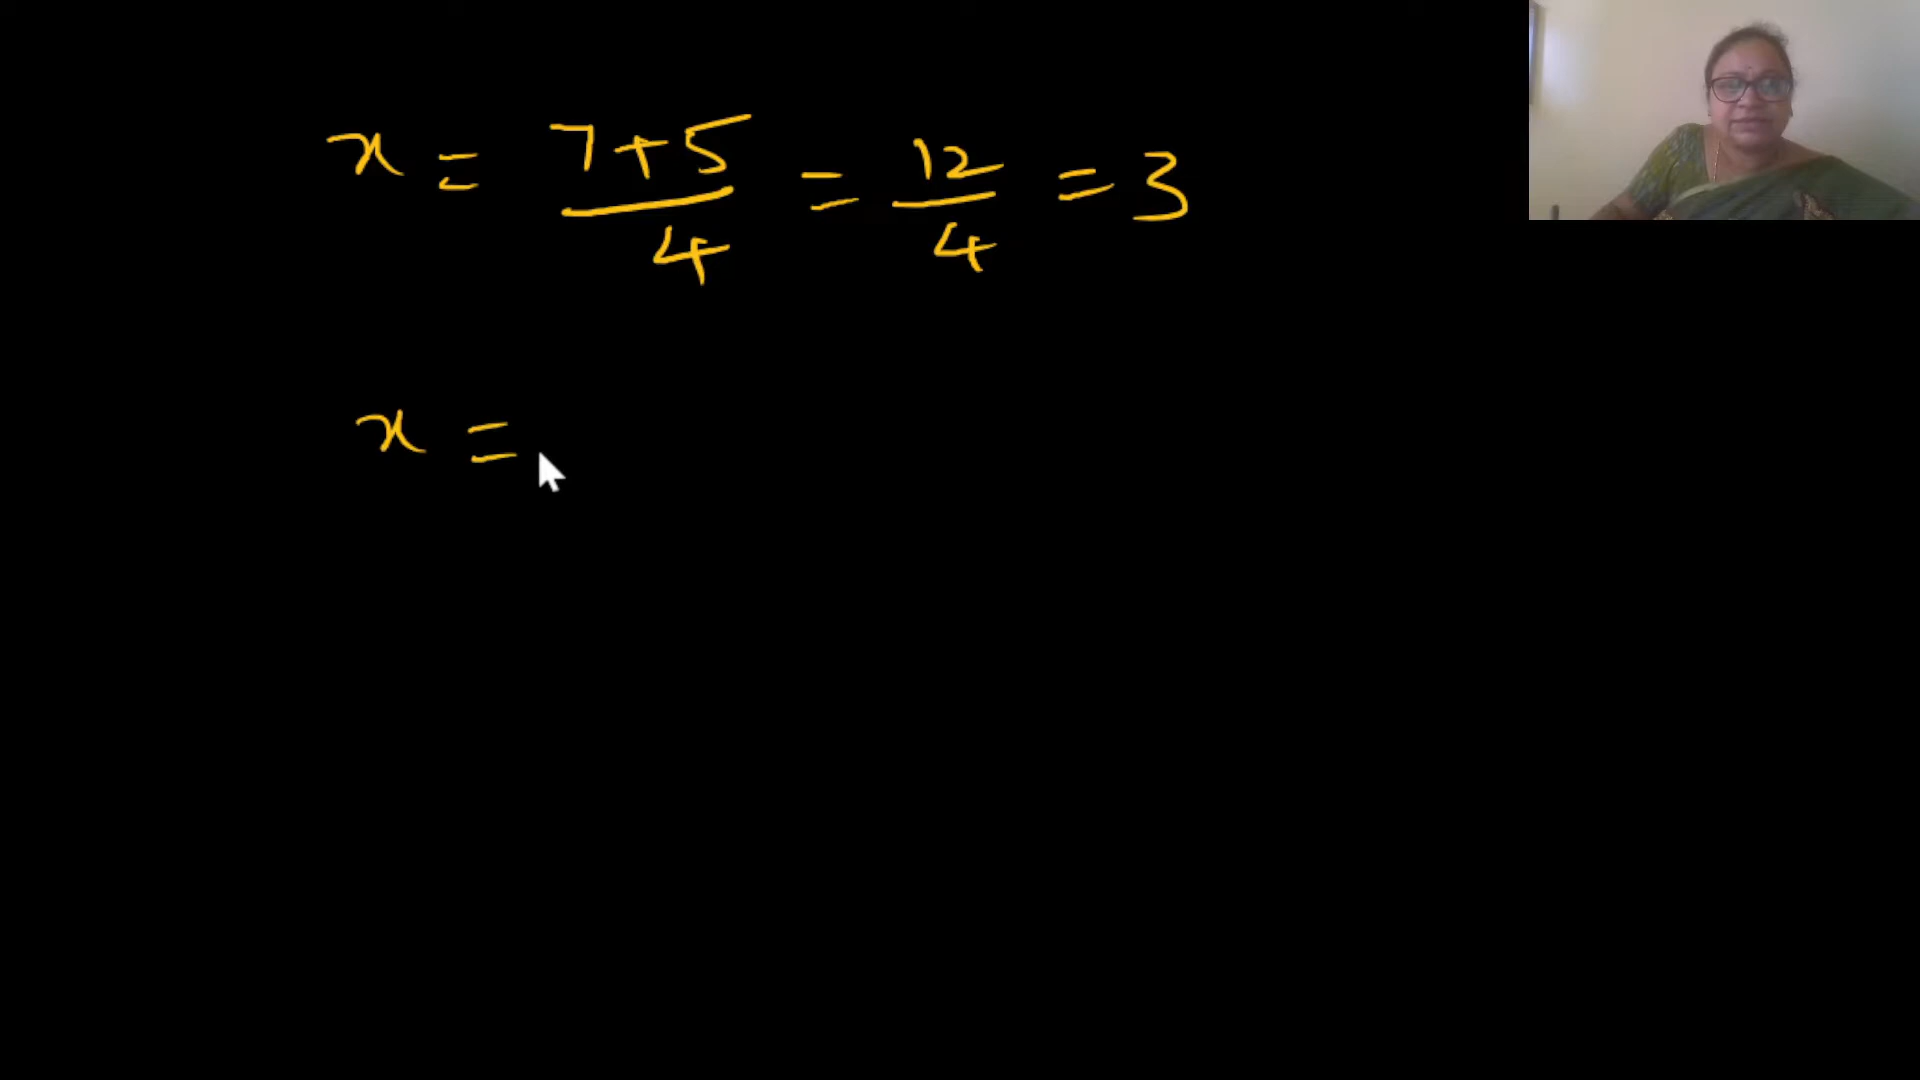 x = 7+5/4 = 12/4 = 3
x =